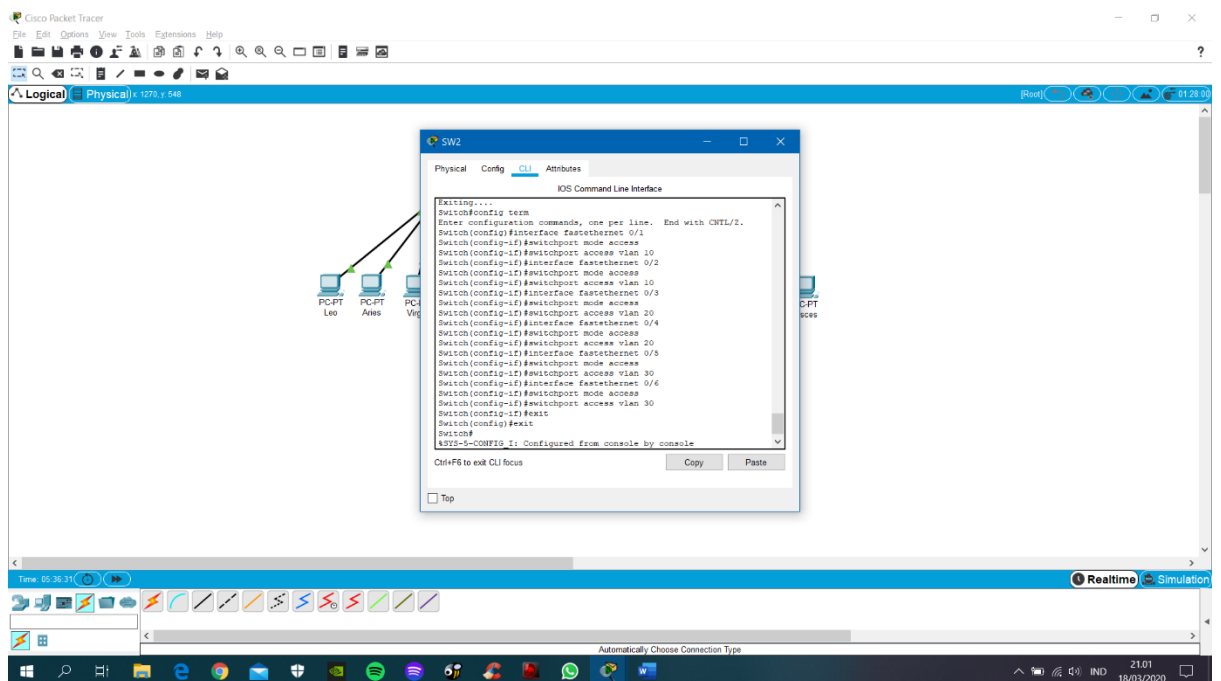 Cisco Packet Tracer
File Edit Options View Tools Extensions Help
?
Logical Physical x: 1270, y: 548 [Root] 01:28:00
SW2
Physical Config CLI Attributes
IOS Command Line Interface
Exiting....
Switch#config term
Enter configuration commands, one per line. End with CNTL/Z.
Switch(config)#interface fastethernet 0/1
Switch(config-if)#switchport mode access
Switch(config-if)#switchport access vlan 10
Switch(config-if)#interface fastethernet 0/2
Switch(config-if)#switchport mode access
Switch(config-if)#switchport access vlan 10
Switch(config-if)#interface fastethernet 0/3
Switch(config-if)#switchport mode access
Switch(config-if)#switchport access vlan 20
Switch(config-if)#interface fastethernet 0/4
Switch(config-if)#switchport mode access
Switch(config-if)#switchport access vlan 20
Switch(config-if)#interface fastethernet 0/5
Switch(config-if)#switchport mode access
Switch(config-if)#switchport access vlan 30
Switch(config-if)#interface fastethernet 0/6
Switch(config-if)#switchport mode access
Switch(config-if)#switchport access vlan 30
Switch(config-if)#exit
Switch(config)#exit
Switch#
%SYS-5-CONFIG_I: Configured from console by console
Ctrl+F6 to exit CLI focus Copy Paste
Top
PC-PT
Leo
PC-PT
Aries
PC-
Virg
C-PT
sces
Time: 05:36:31 Realtime Simulation
Automatically Choose Connection Type
IND 21.01
18/03/2020